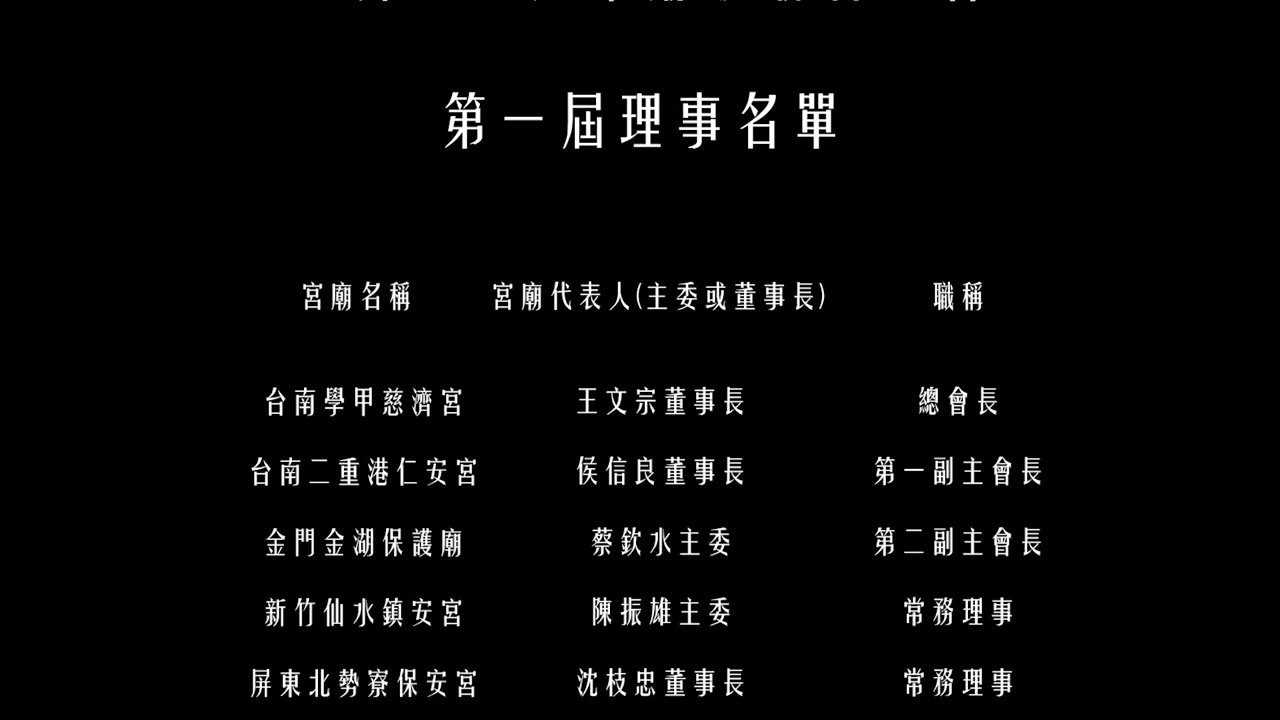 第一屆理事名單
宮廟名稱 宮廟代表人(主委或董事長) 職稱
台南學甲慈濟宮 王文宗董事長 總會長
台南二重港仁安宮 侯信良董事長 第一副主會長
金門金湖保護廟 蔡欽水主委 第二副主會長
新竹仙水鎮安宮 陳振雄主委 常務理事
屏東北勢寮保安宮 沈枝忠董事長 常務理事